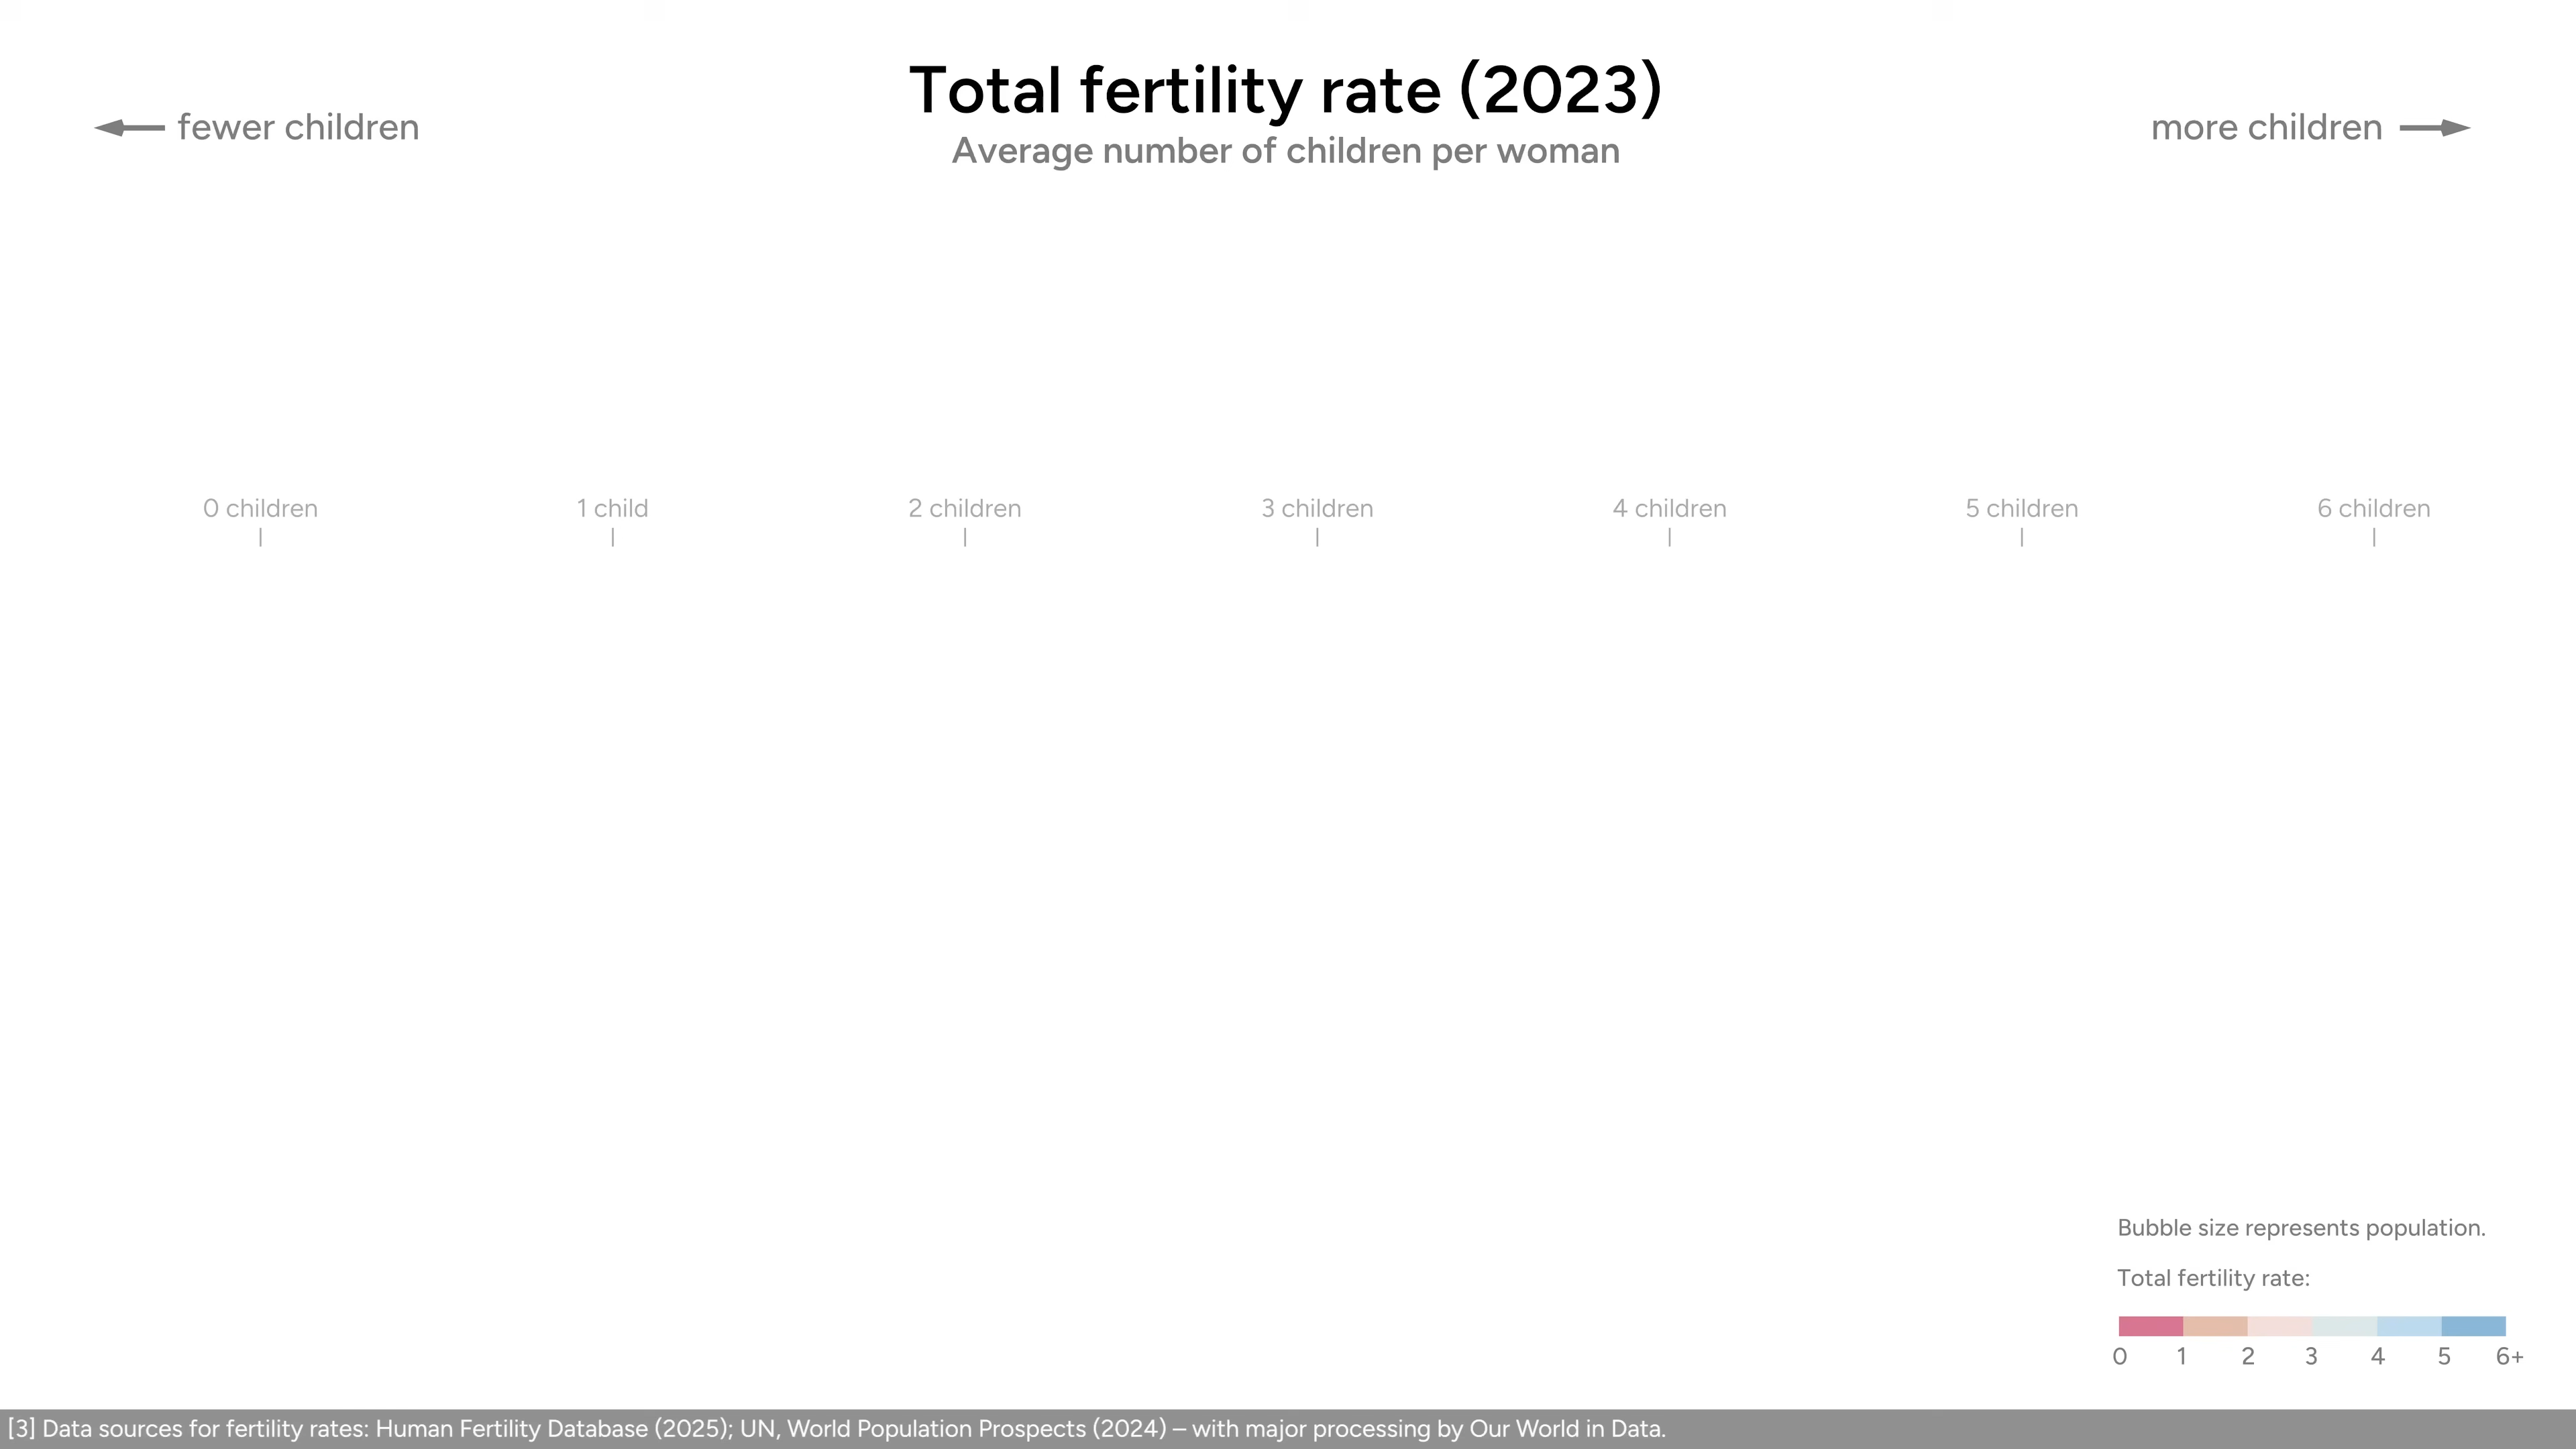 Total fertility rate (2023)
fewer children
more children
Average number of children per woman
0 children
1 child
2 children
3 children
4 children
5 children
6 children
Bubble size represents population.
Total fertility rate:
0 1 2 3 4 5 6+
[3] Data sources for fertility rates: Human Fertility Database (2025); UN, World Population Prospects (2024) – with major processing by Our World in Data.